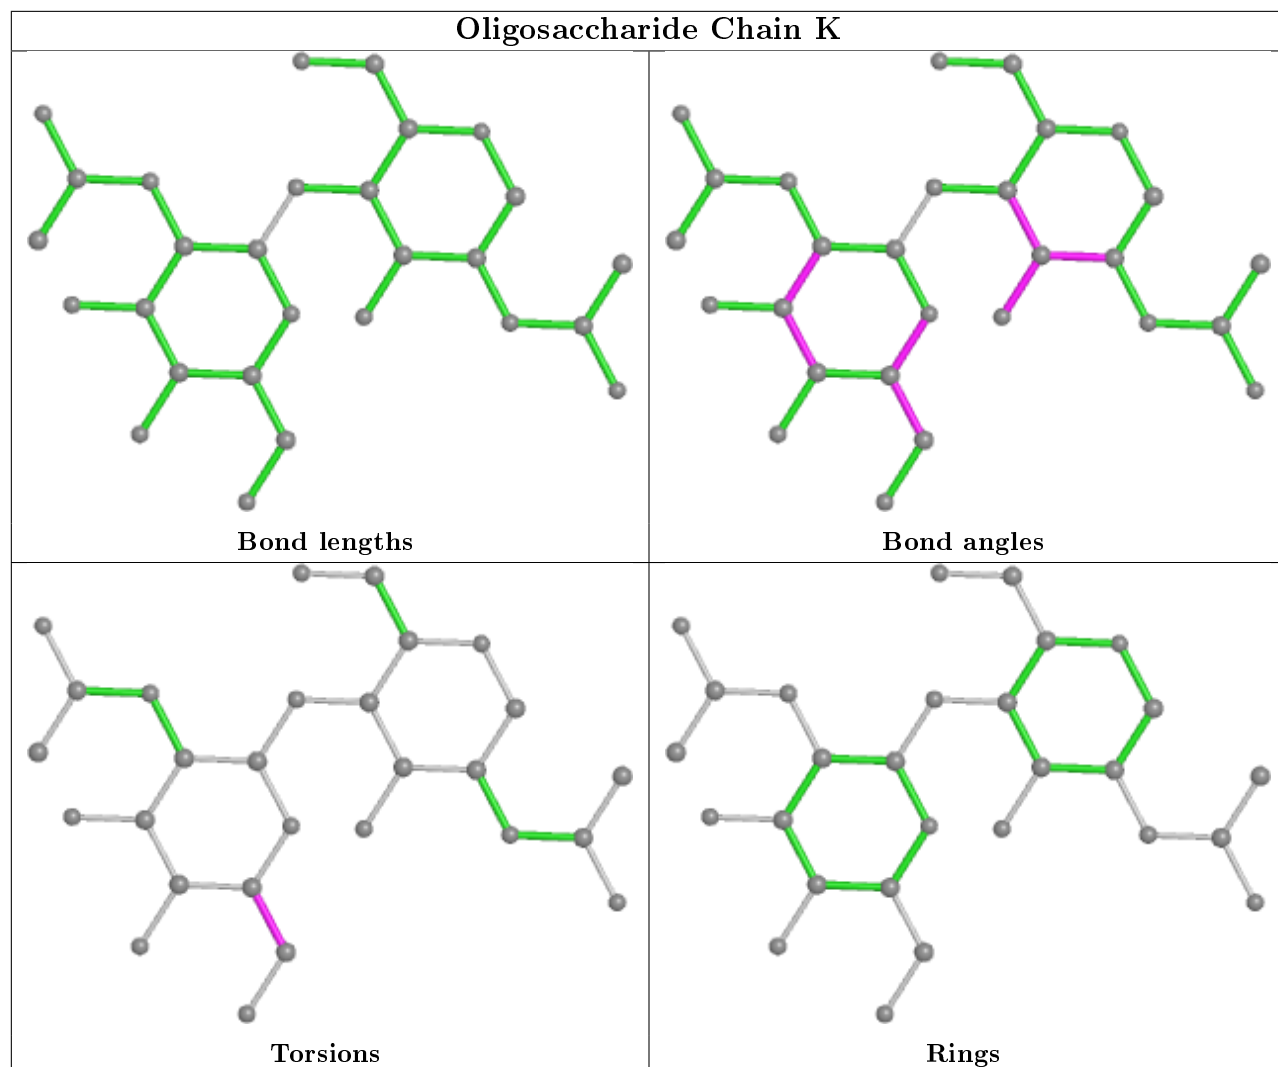 Oligosaccharide Chain K
Bond lengths
Bond angles
Torsions
Rings